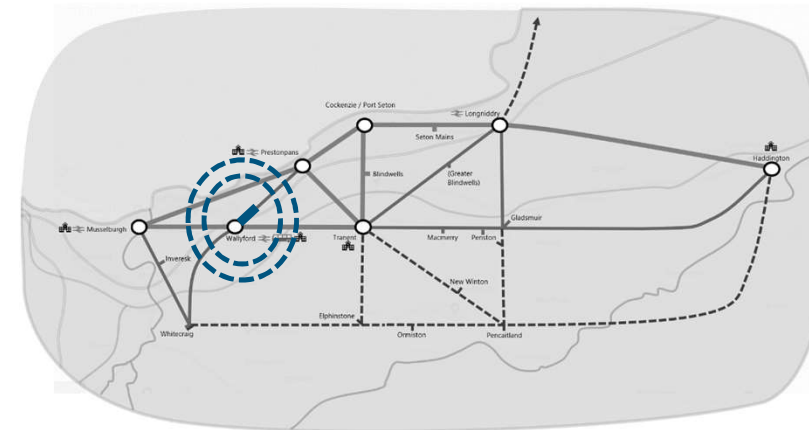 Cockenzie / Port Seton
Longniddry
Seton Mains
Prestonpans
Haddington
Blindwells
(Greater
Blindwells)
Gladsmuir
Musselburgh
Wallyford
Tranent
Macmerry
Penston
Inveresk
New Winton
Elphinstone
Whitecraig
Ormiston
Pencaitland